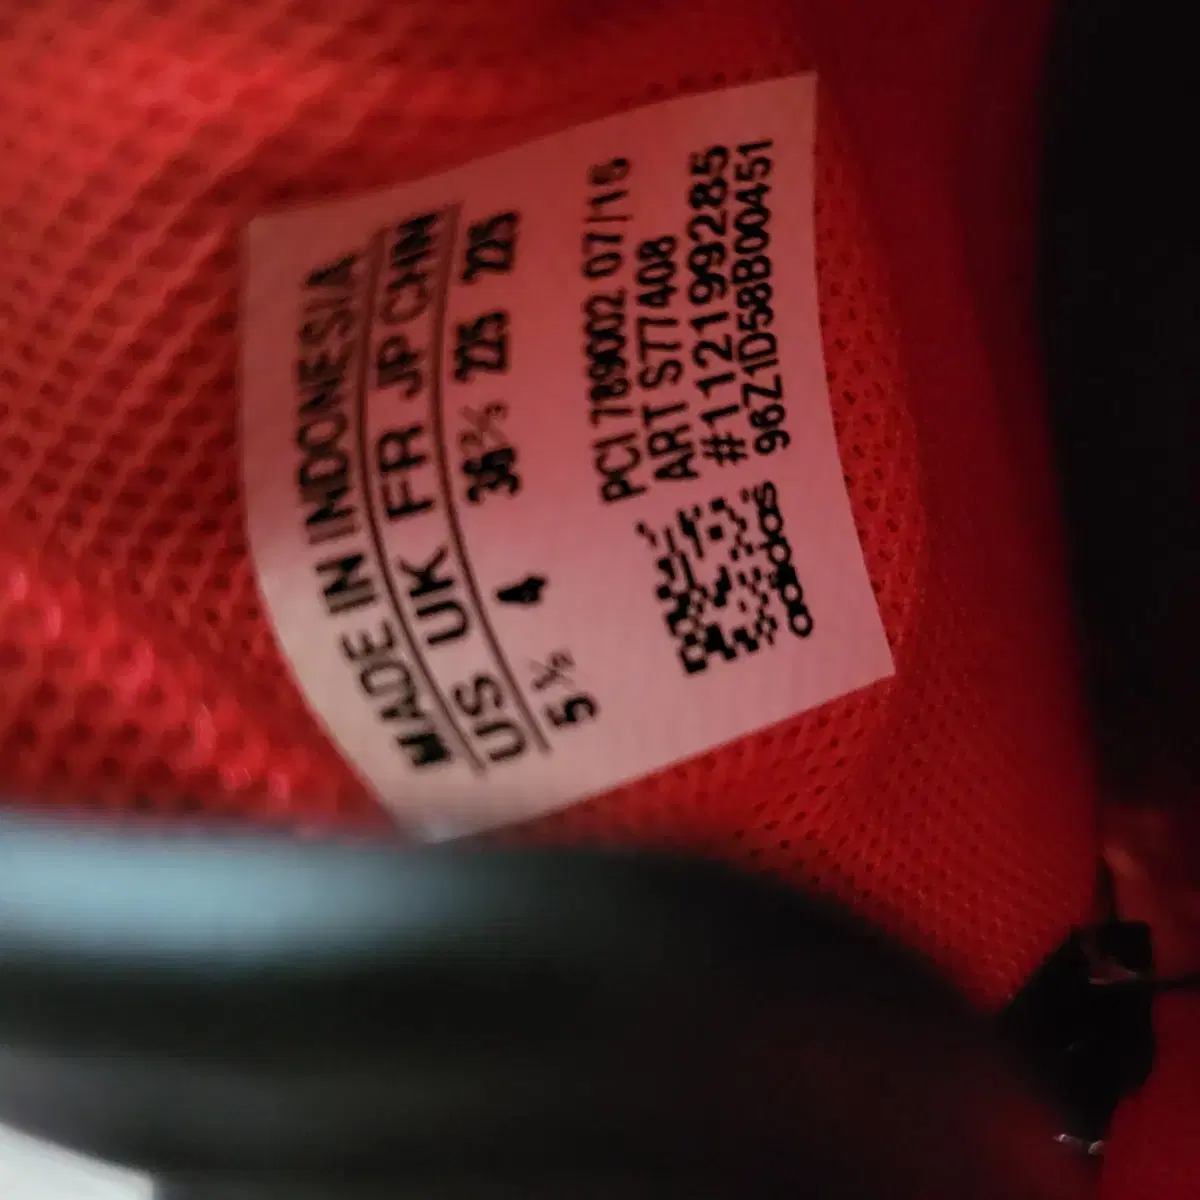 MADE IN INDONESIA
US UK FR JP CHN
5½ 4 36⅔ 225 225
PCI 789002 07/16
ART S77408
#1121199285
96Z1D58B00451
adidas